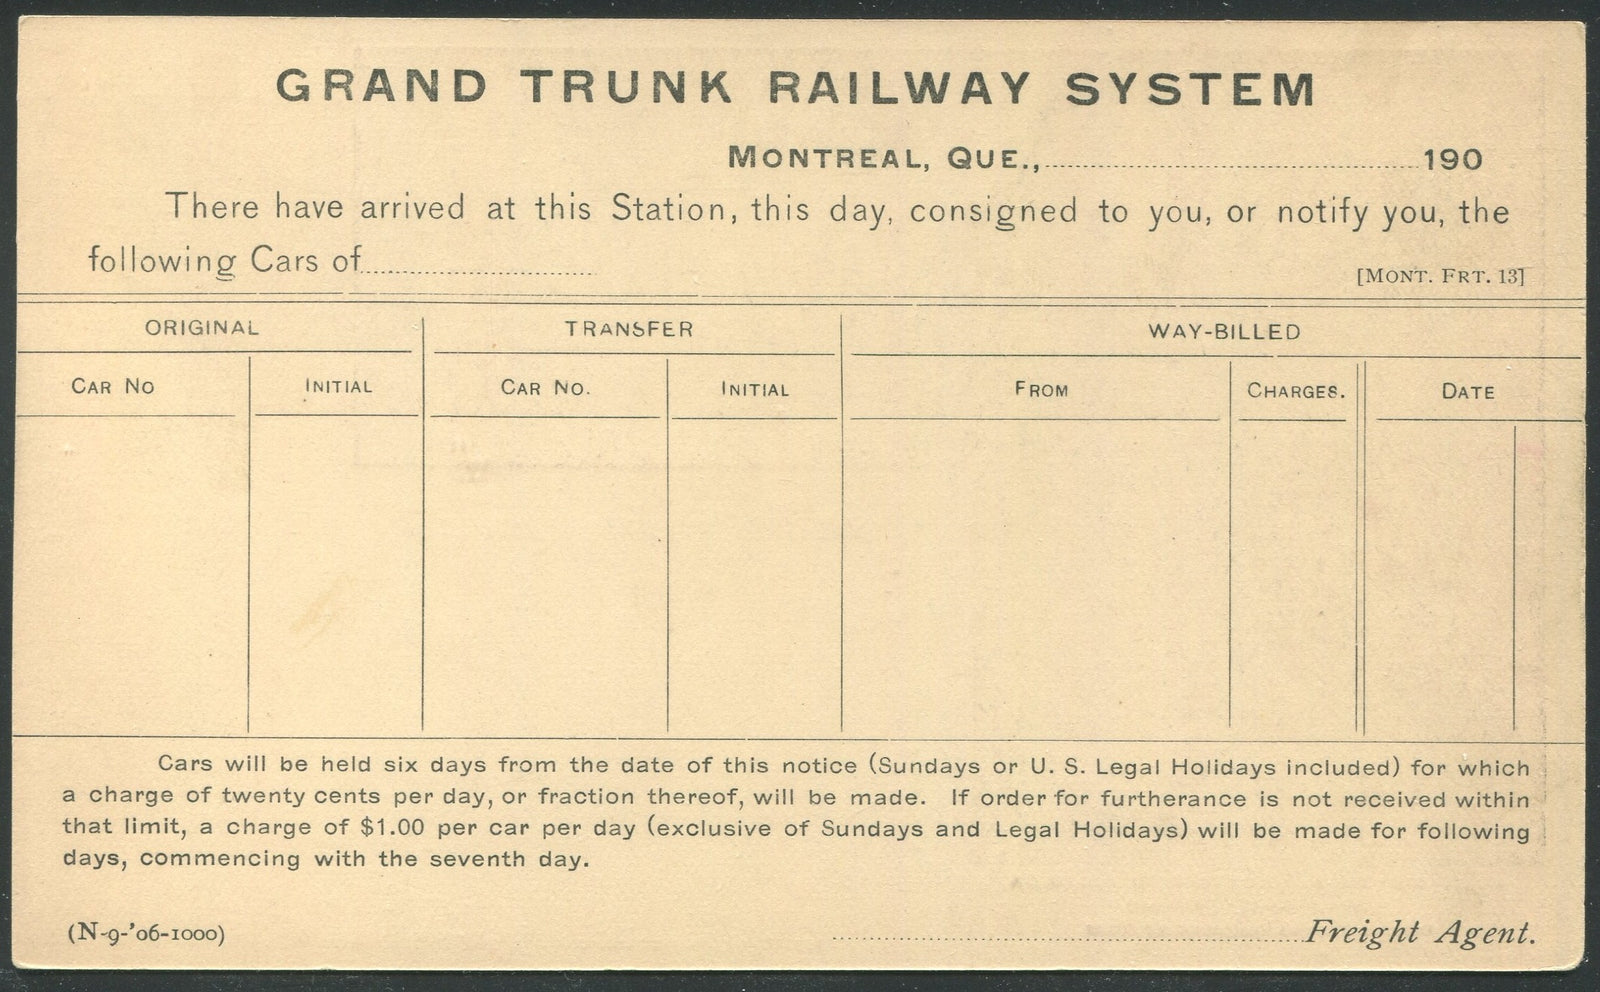 GRAND TRUNK RAILWAY SYSTEM
MONTREAL, QUE.,........................190
There have arrived at this Station, this day, consigned to you, or notify you, the
following Cars of........................
[MONT. FRT. 13]
ORIGINAL TRANSFER WAY-BILLED
CAR NO INITIAL CAR NO. INITIAL FROM CHARGES. DATE
Cars will be held six days from the date of this notice (Sundays or U. S. Legal Holidays included) for which
a charge of twenty cents per day, or fraction thereof, will be made. If order for furtherance is not received within
that limit, a charge of $1.00 per car per day (exclusive of Sundays and Legal Holidays) will be made for following
days, commencing with the seventh day.
(N-9-'06-1000) ........................Freight Agent.